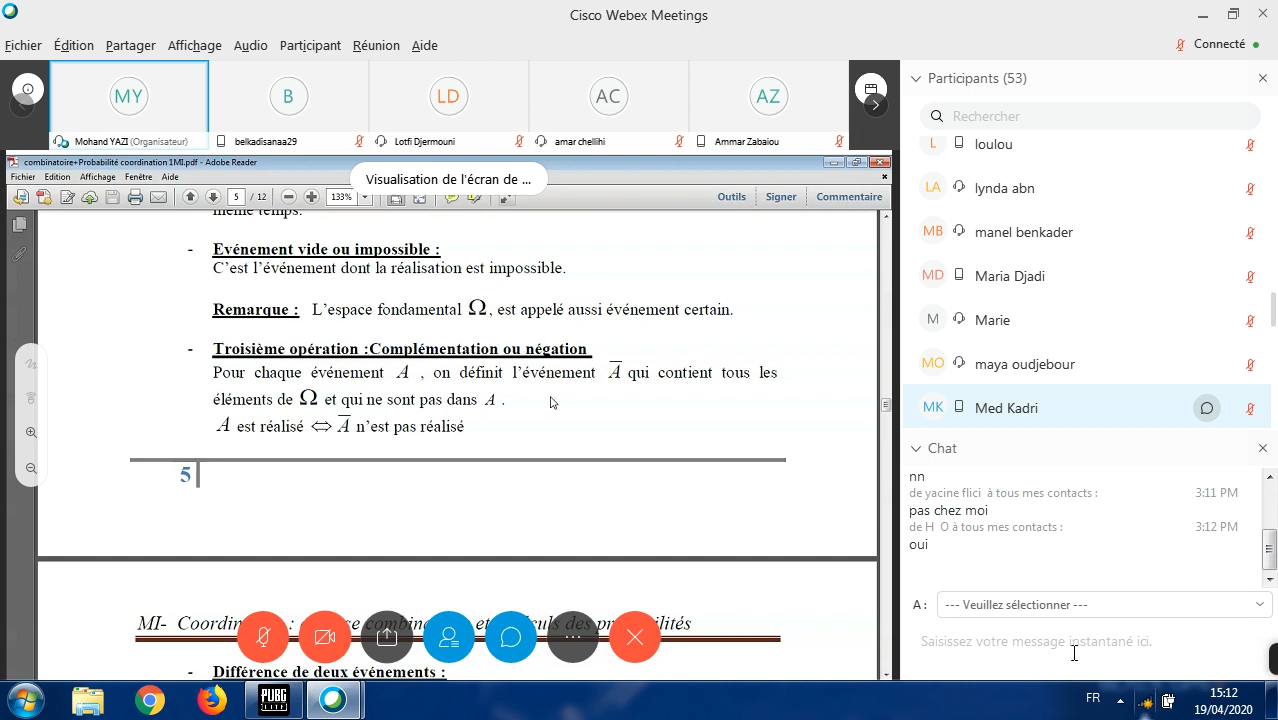 Cisco Webex Meetings
Fichier Édition Partager Affichage Audio Participant Réunion Aide
Connecté
MY B LD AC AZ
Mohand YAZI (Organisateur) belkadisanaa29 Lotfi Djermouni amar chellihi Ammar Zabaiou
combinatoire+Probabilité coordination 1MI.pdf - Adobe Reader
Fichier Edition Affichage Fenêtre Aide
Visualisation de l'écran de ...
5 / 12 133% Outils Signer Commentaire
même temps.
- Evénement vide ou impossible :
C'est l'événement dont la réalisation est impossible.
Remarque : L'espace fondamental Ω, est appelé aussi événement certain.
- Troisième opération :Complémentation ou négation
Pour chaque événement A , on définit l'événement A̅ qui contient tous les
éléments de Ω et qui ne sont pas dans A .
A est réalisé ⇔ A̅ n'est pas réalisé
5
MI- Coordin
- Différence de deux événements :
Participants (53)
Rechercher
L loulou
LA lynda abn
MB manel benkader
MD Maria Djadi
M Marie
MO maya oudjebour
MK Med Kadri
Chat
nn
de yacine flici à tous mes contacts : 3:11 PM
pas chez moi
de H O à tous mes contacts : 3:12 PM
oui
A : --- Veuillez sélectionner ---
Saisissez votre message instantané ici.
PUBG
LITE
FR
15:12
19/04/2020